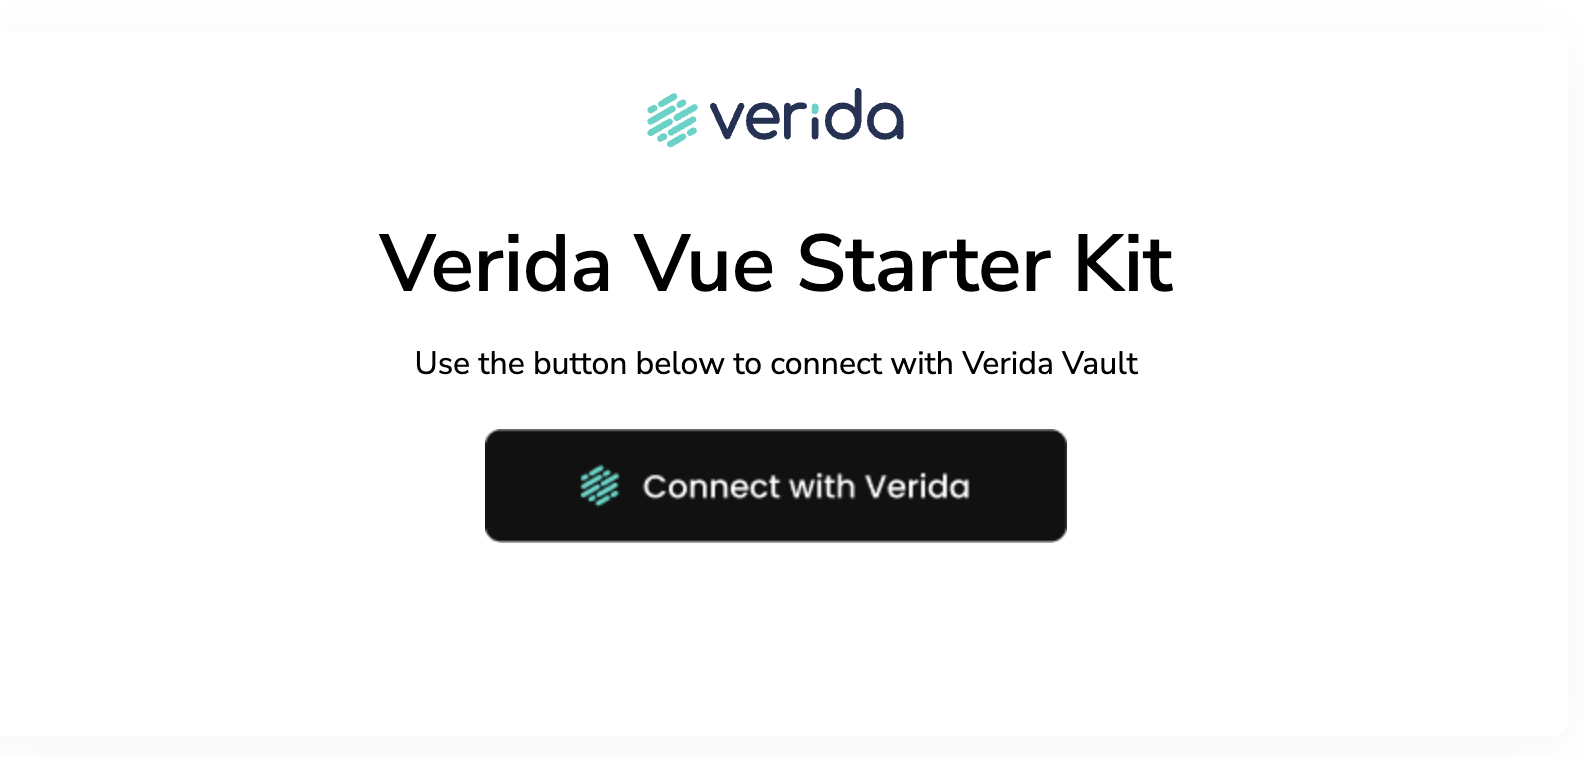 verida
Verida Vue Starter Kit
Use the button below to connect with Verida Vault
Connect with Verida